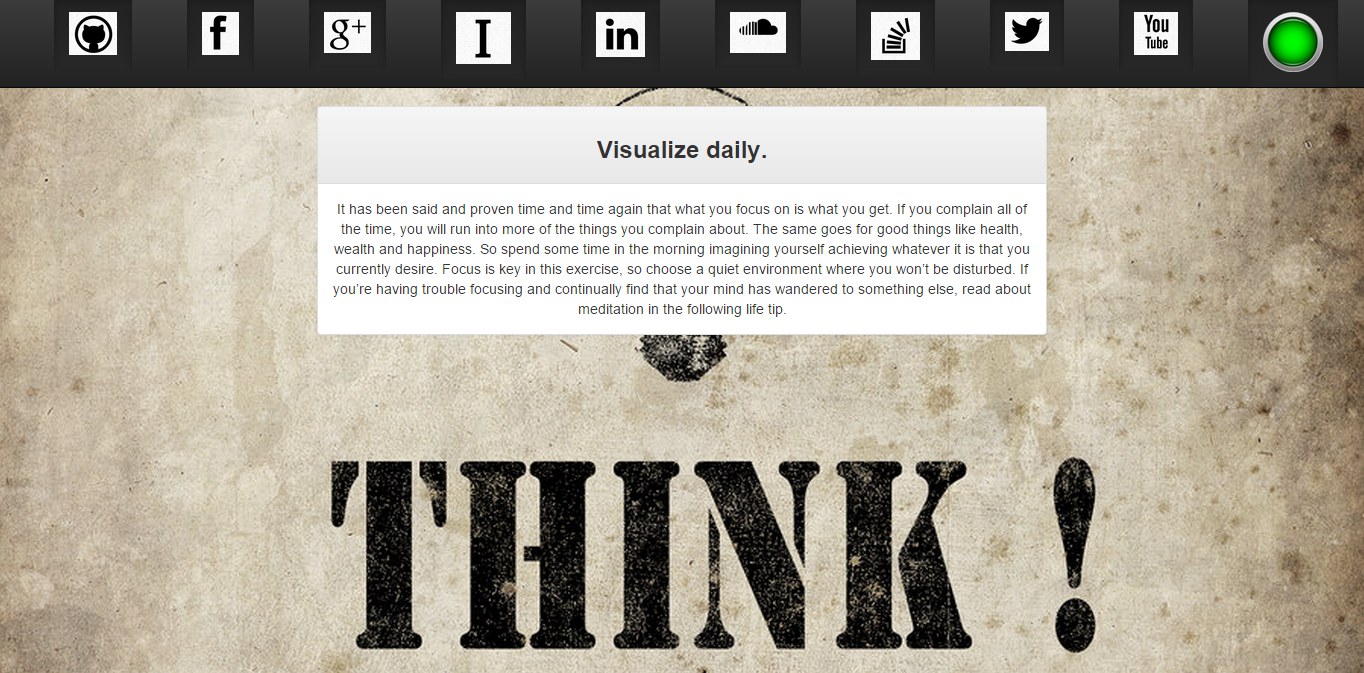 f
g+
I
in
You
Tube
Visualize daily.
It has been said and proven time and time again that what you focus on is what you get. If you complain all of
the time, you will run into more of the things you complain about. The same goes for good things like health,
wealth and happiness. So spend some time in the morning imagining yourself achieving whatever it is that you
currently desire. Focus is key in this exercise, so choose a quiet environment where you won’t be disturbed. If
you’re having trouble focusing and continually find that your mind has wandered to something else, read about
meditation in the following life tip.
THINK !